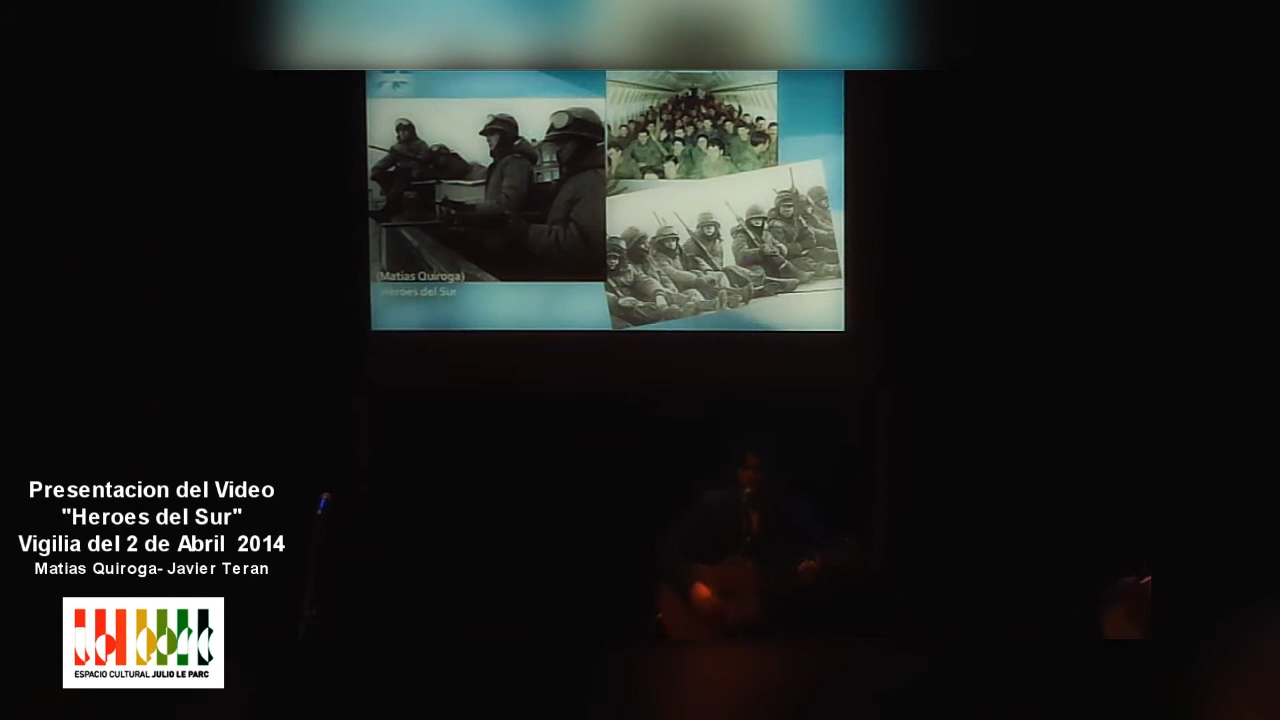 (Matias Quiroga)
Heroes del Sur
Presentacion del Video
"Heroes del Sur"
Vigilia del 2 de Abril 2014
Matias Quiroga- Javier Teran
ESPACIO CULTURAL JULIO LE PARC